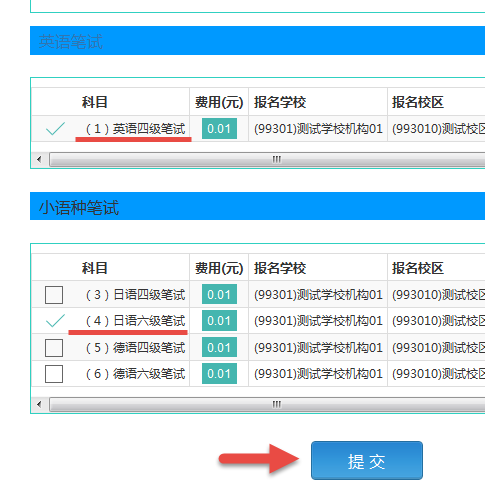 英语笔试
科目 费用(元) 报名学校 报名校区
（1）英语四级笔试 0.01 (99301)测试学校机构01 (993010)测试校区
小语种笔试
科目 费用(元) 报名学校 报名校区
（3）日语四级笔试 0.01 (99301)测试学校机构01 (993010)测试校区
（4）日语六级笔试 0.01 (99301)测试学校机构01 (993010)测试校区
（5）德语四级笔试 0.01 (99301)测试学校机构01 (993010)测试校区
（6）德语六级笔试 0.01 (99301)测试学校机构01 (993010)测试校区
提 交